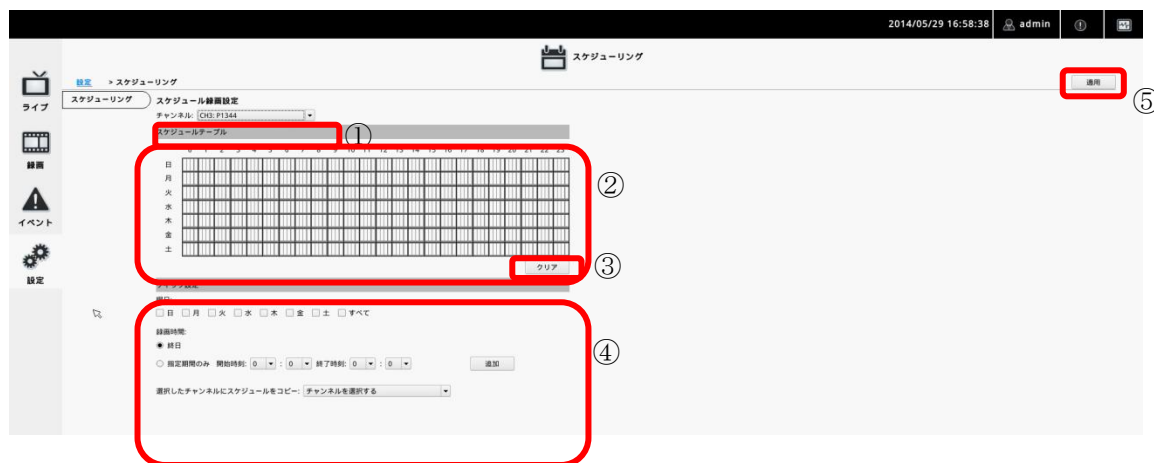 2014/05/29 16:58:38 admin
スケジューリング
設定 > スケジューリング
適用
⑤
ライブ
スケジューリング
スケジュール録画設定
チャンネル: CH3: P1344
スケジュールテーブル
①
0 1 2 3 4 5 6 7 8 9 10 11 12 13 14 15 16 17 18 19 20 21 22 23
録画
日
月
②
火
イベント
水
木
金
土
クリア
③
設定
クイック設定
曜日:
日 月 火 水 木 金 土 すべて
録画時間:
終日
④
指定期間のみ 開始時刻: 0 : 0 終了時刻: 0 : 0 追加
選択したチャンネルにスケジュールをコピー: チャンネルを選択する